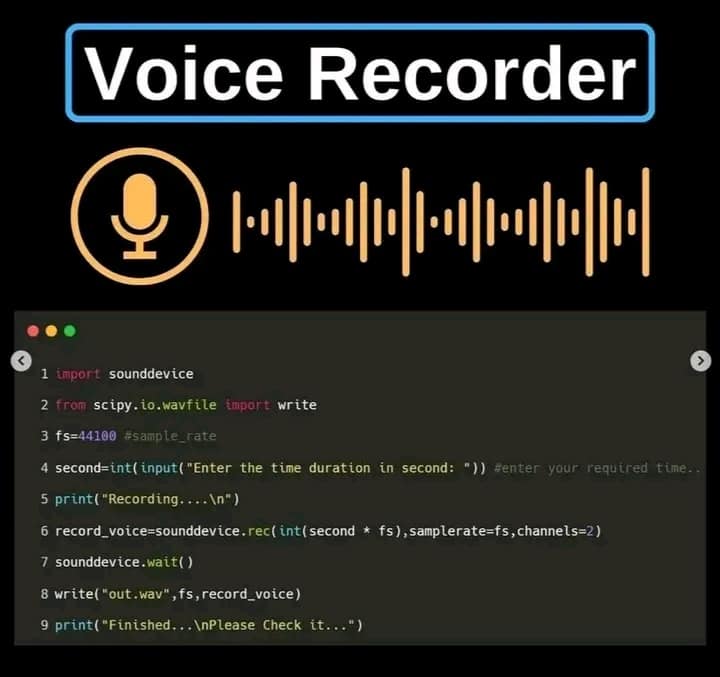 Voice Recorder
1 import sounddevice
2 from scipy.io.wavfile import write
3 fs=44100 #sample_rate
4 second=int(input("Enter the time duration in second: ")) #enter your required time..
5 print("Recording....\n")
6 record_voice=sounddevice.rec(int(second * fs),samplerate=fs,channels=2)
7 sounddevice.wait()
8 write("out.wav",fs,record_voice)
9 print("Finished...\nPlease Check it...")